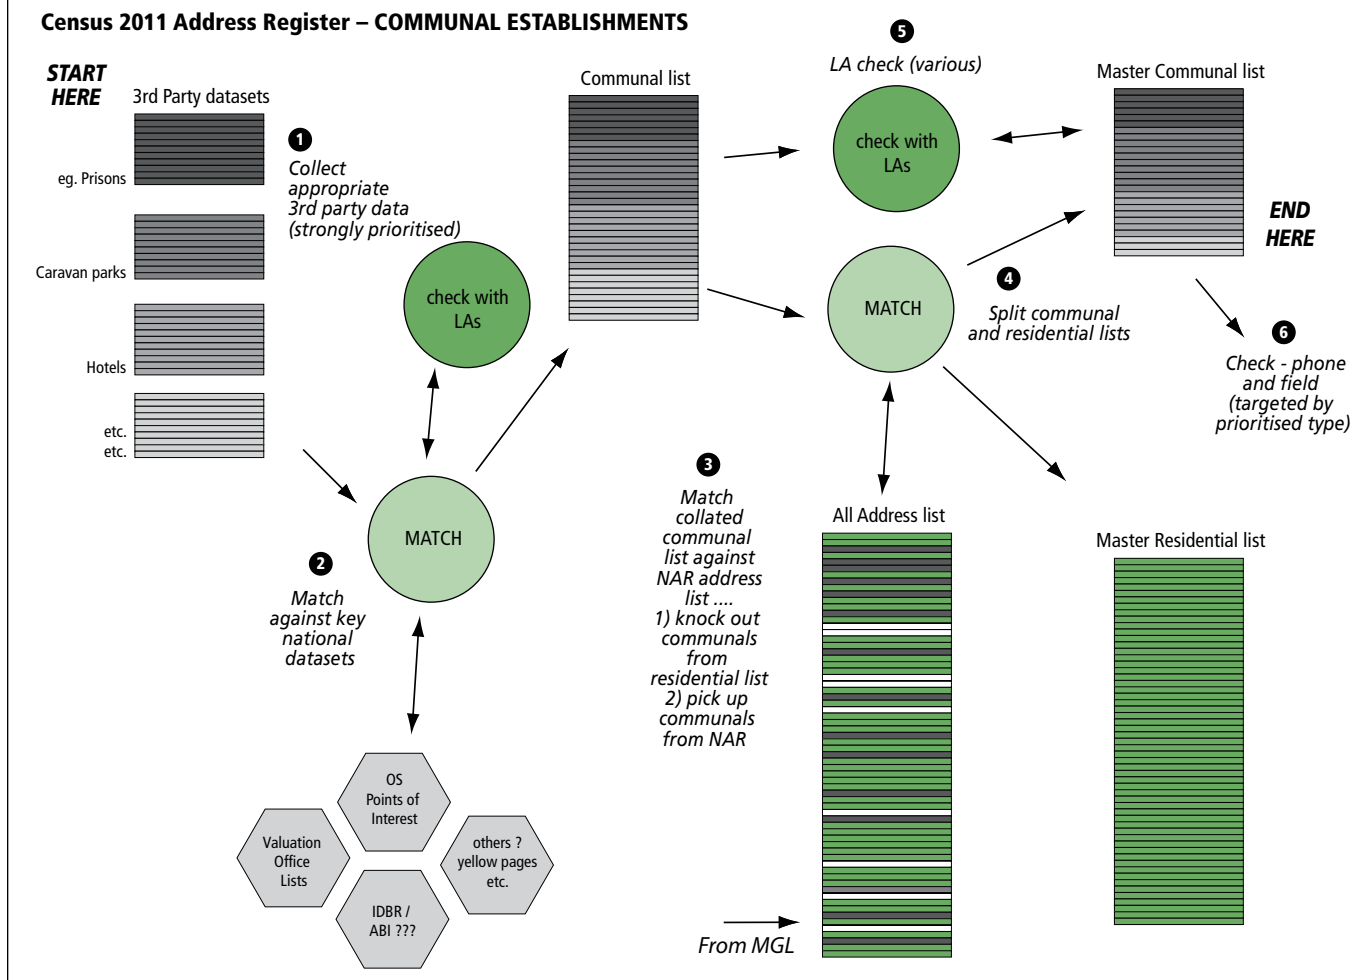 Census 2011 Address Register – COMMUNAL ESTABLISHMENTS
START
HERE
3rd Party datasets
eg. Prisons
Caravan parks
Hotels
etc.
etc.
1
Collect
appropriate
3rd party data
(strongly prioritised)
check with
LAs
MATCH
2
Match
against key
national
datasets
OS
Points of
Interest
Valuation
Office
Lists
others ?
yellow pages
etc.
IDBR /
ABI ???
Communal list
5
LA check (various)
check with
LAs
MATCH
Master Communal list
END
HERE
4
Split communal
and residential lists
6
Check - phone
and field
(targeted by
prioritised type)
3
Match
collated
communal
list against
NAR address
list ....
1) knock out
communals
from
residential list
2) pick up
communals
from NAR
All Address list
From MGL
Master Residential list